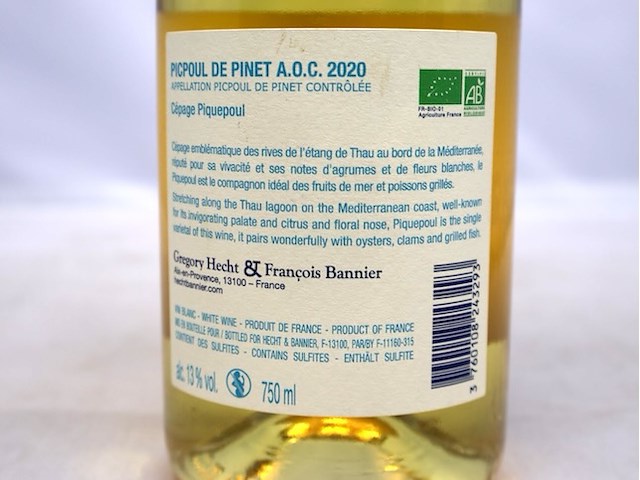 PICPOUL DE PINET A.O.C. 2020
APPELLATION PICPOUL DE PINET CONTRÔLÉE
Cépage Piquepoul
FR-BIO-01
Agriculture France
AB
Cépage emblématique des rives de l'étang de Thau au bord de la Méditerranée,
réputé pour sa vivacité et ses notes d'agrumes et de fleurs blanches, le
Piquepoul est le compagnon idéal des fruits de mer et poissons grillés.
Stretching along the Thau lagoon on the Mediterranean coast, well-known
for its invigorating palate and citrus and floral nose, Piquepoul is the single
varietal of this wine, it pairs wonderfully with oysters, clams and grilled fish.
Gregory Hecht & François Bannier
Aix-en-Provence, 13100 – France
hechtbannier.com
VIN BLANC - WHITE WINE - PRODUIT DE FRANCE - PRODUCT OF FRANCE
MIS EN BOUTEILLE POUR / BOTTLED FOR HECHT & BANNIER, F-13100, PAR/BY F-11160-315
CONTIENT DES SULFITES - CONTAINS SULFITES - ENTHÄLT SULFITE
alc. 13 % vol.
750 ml
3 760108 243293